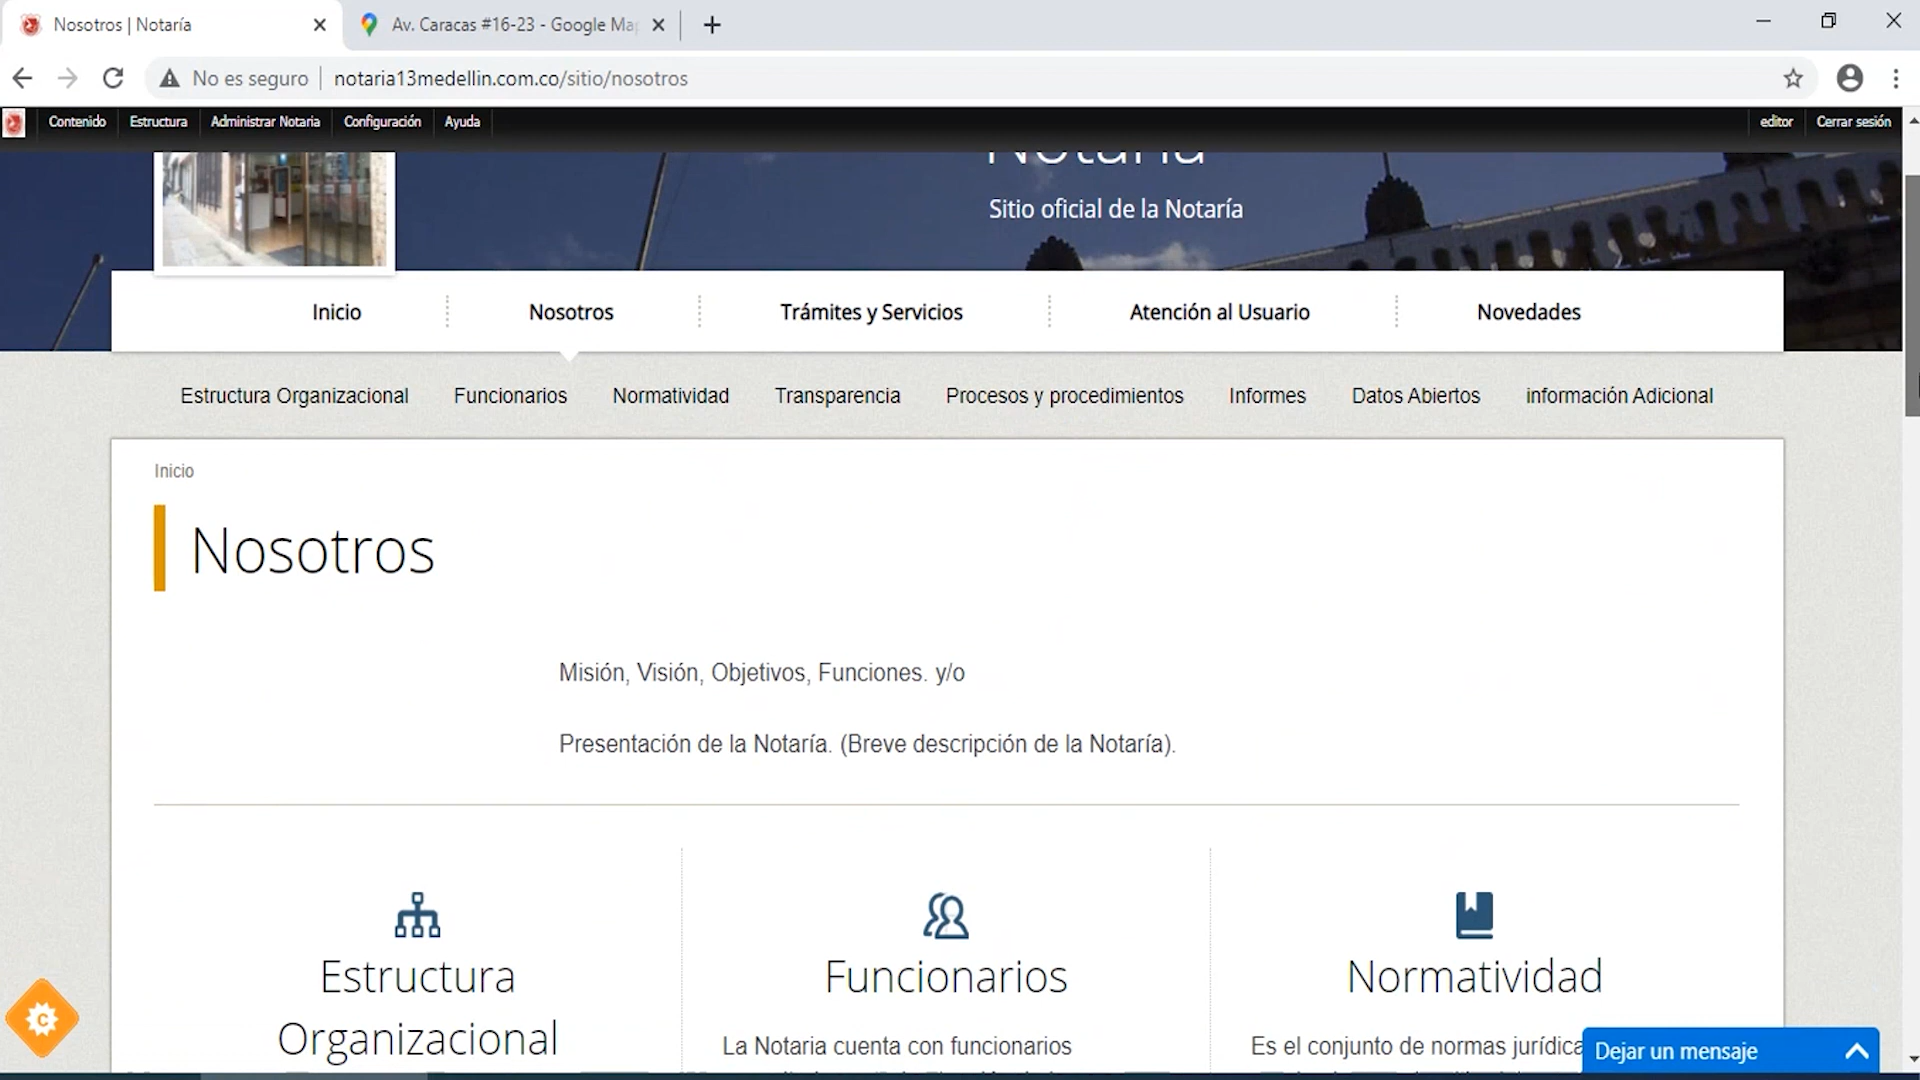 Nosotros | Notaría
Av. Caracas #16-23 - Google Ma
No es seguro
notaria13medellin.com.co/sitio/nosotros
Contenido
Estructura
Administrar Notaria
Configuración
Ayuda
editor
Cerrar sesión
Notaría
Sitio oficial de la Notaría
Inicio
Nosotros
Trámites y Servicios
Atención al Usuario
Novedades
Estructura Organizacional
Funcionarios
Normatividad
Transparencia
Procesos y procedimientos
Informes
Datos Abiertos
información Adicional
Inicio
Nosotros
Misión, Visión, Objetivos, Funciones. y/o
Presentación de la Notaría. (Breve descripción de la Notaría).
Estructura
Organizacional
Funcionarios
La Notaria cuenta con funcionarios
Normatividad
Es el conjunto de normas jurídica
Dejar un mensaje